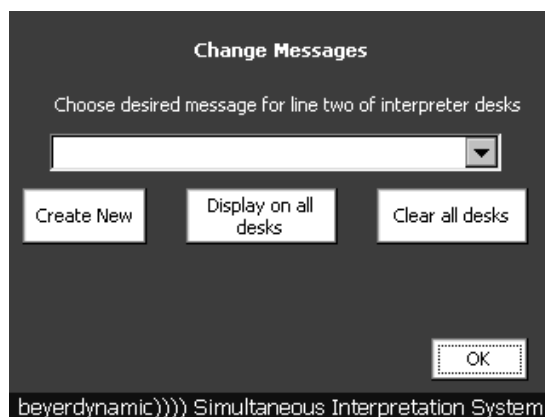 Change Messages
Choose desired message for line two of interpreter desks
Create New
Display on all
desks
Clear all desks
OK
beyerdynamic)))) Simultaneous Interpretation System